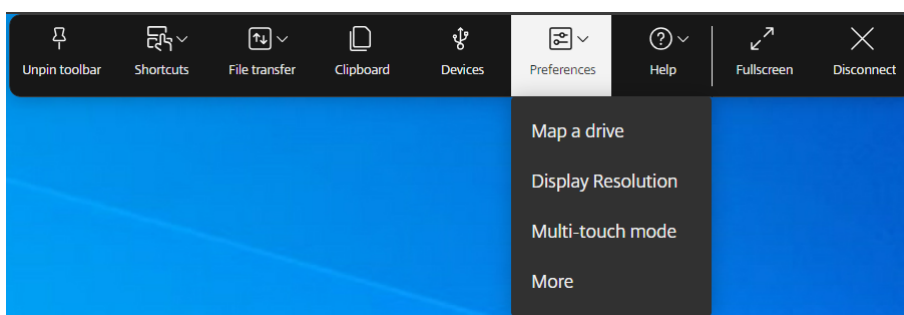 Unpin toolbar
Shortcuts
File transfer
Clipboard
Devices
Preferences
Help
Fullscreen
Disconnect
Map a drive
Display Resolution
Multi-touch mode
More